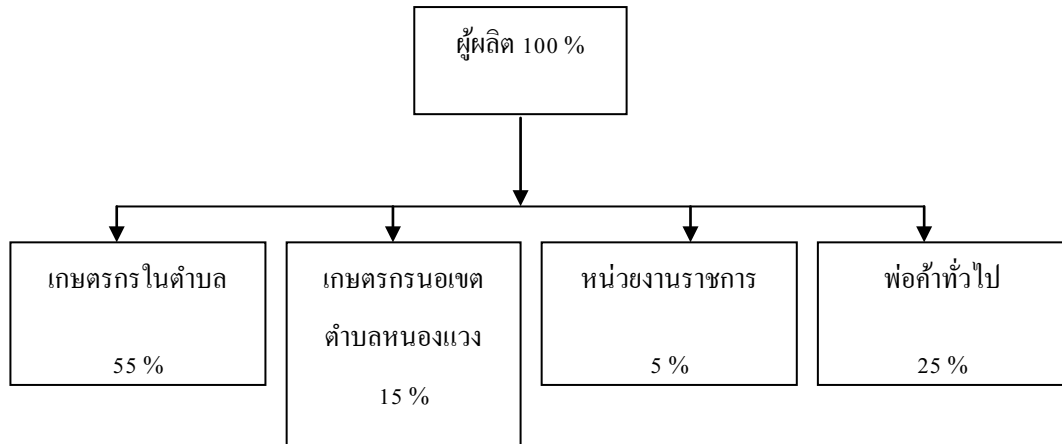 ผู้ผลิต 100 %
เกษตรกรในตำบล
55 %
เกษตรกรนอเขต
ตำบลหนองแวง
15 %
หน่วยงานราชการ
5 %
พ่อค้าทั่วไป
25 %